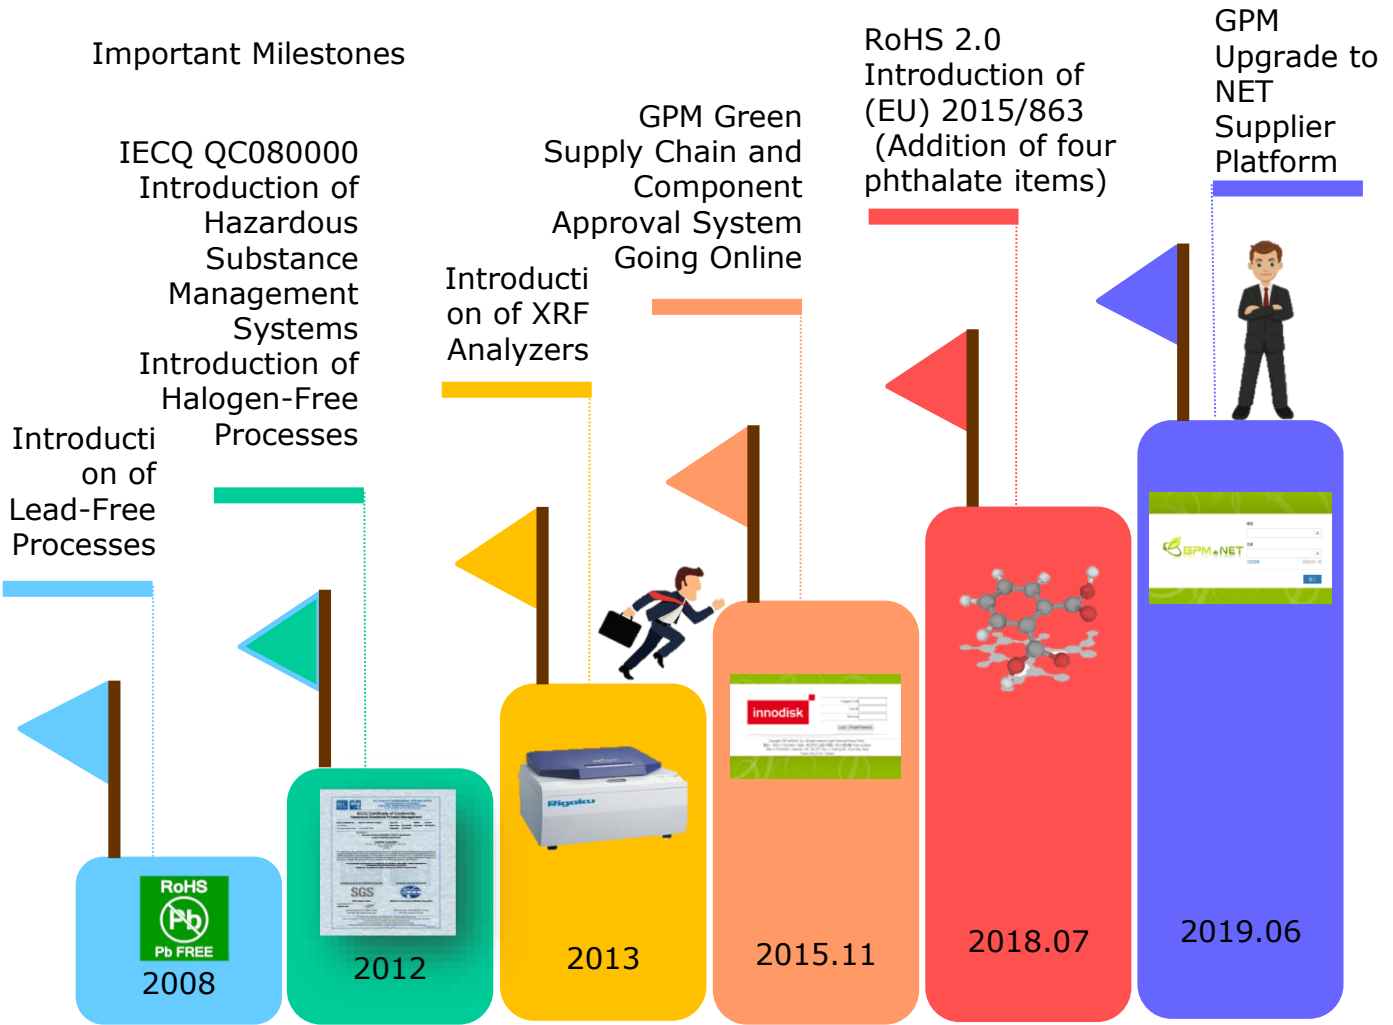 Important Milestones
Introducti
on of
Lead-Free
Processes
IECQ QC080000
Introduction of
Hazardous
Substance
Management
Systems
Introduction of
Halogen-Free
Processes
Introducti
on of XRF
Analyzers
GPM Green
Supply Chain and
Component
Approval System
Going Online
RoHS 2.0
Introduction of
(EU) 2015/863
(Addition of four
phthalate items)
GPM
Upgrade to
NET
Supplier
Platform
RoHS
Pb
Pb FREE
2008
SGS
2012
Rigaku
2013
innodisk
2015.11
2018.07
GPM NET
2019.06